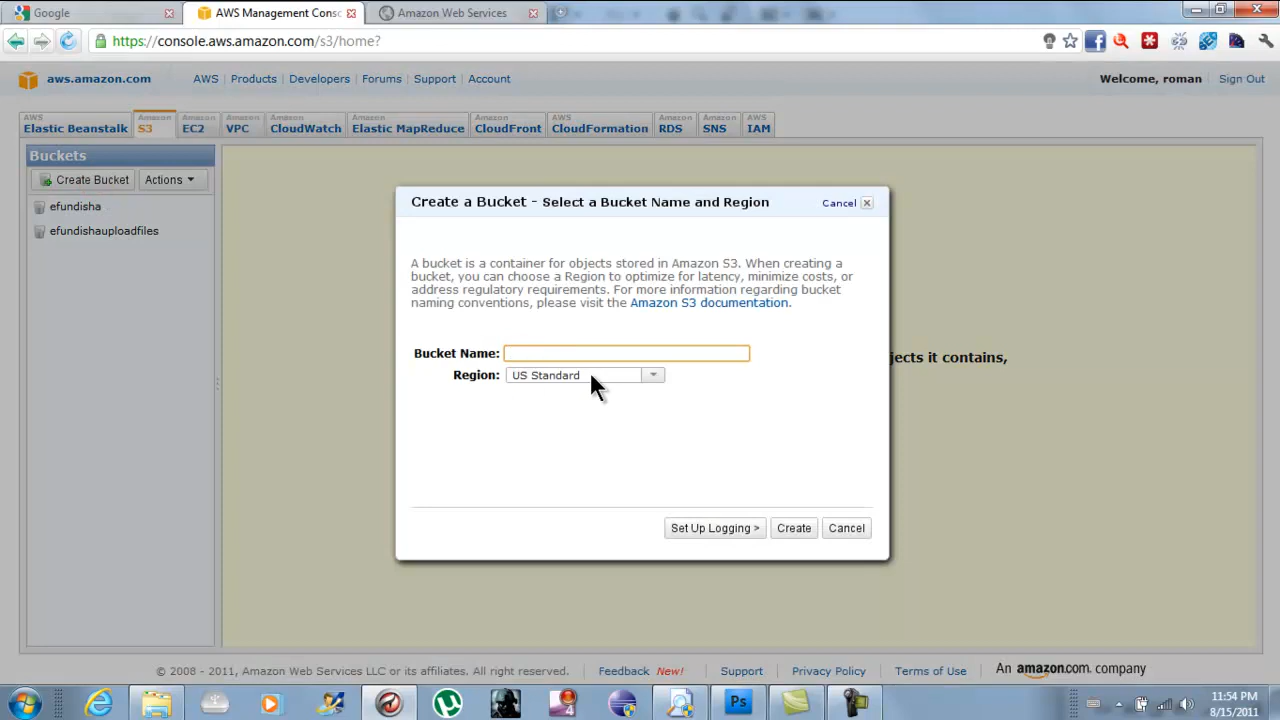 Google
AWS Management Conso
Amazon Web Services
https://console.aws.amazon.com/s3/home?
aws.amazon.com
AWS Products Developers Forums Support Account
Welcome, roman Sign Out
AWS
Elastic Beanstalk
Amazon
S3
Amazon
EC2
Amazon
VPC
Amazon
CloudWatch
Amazon
Elastic MapReduce
Amazon
CloudFront
AWS
CloudFormation
Amazon
RDS
Amazon
SNS
AWS
IAM
Buckets
Create Bucket Actions
efundisha
efundishauploadfiles
Create a Bucket - Select a Bucket Name and Region
Cancel
A bucket is a container for objects stored in Amazon S3. When creating a
bucket, you can choose a Region to optimize for latency, minimize costs, or
address regulatory requirements. For more information regarding bucket
naming conventions, please visit the Amazon S3 documentation.
Bucket Name:
Region: US Standard
jects it contains,
Set Up Logging > Create Cancel
© 2008 - 2011, Amazon Web Services LLC or its affiliates. All right reserved.
Feedback New! Support Privacy Policy Terms of Use
An amazon.com company
Ps
11:54 PM
8/15/2011